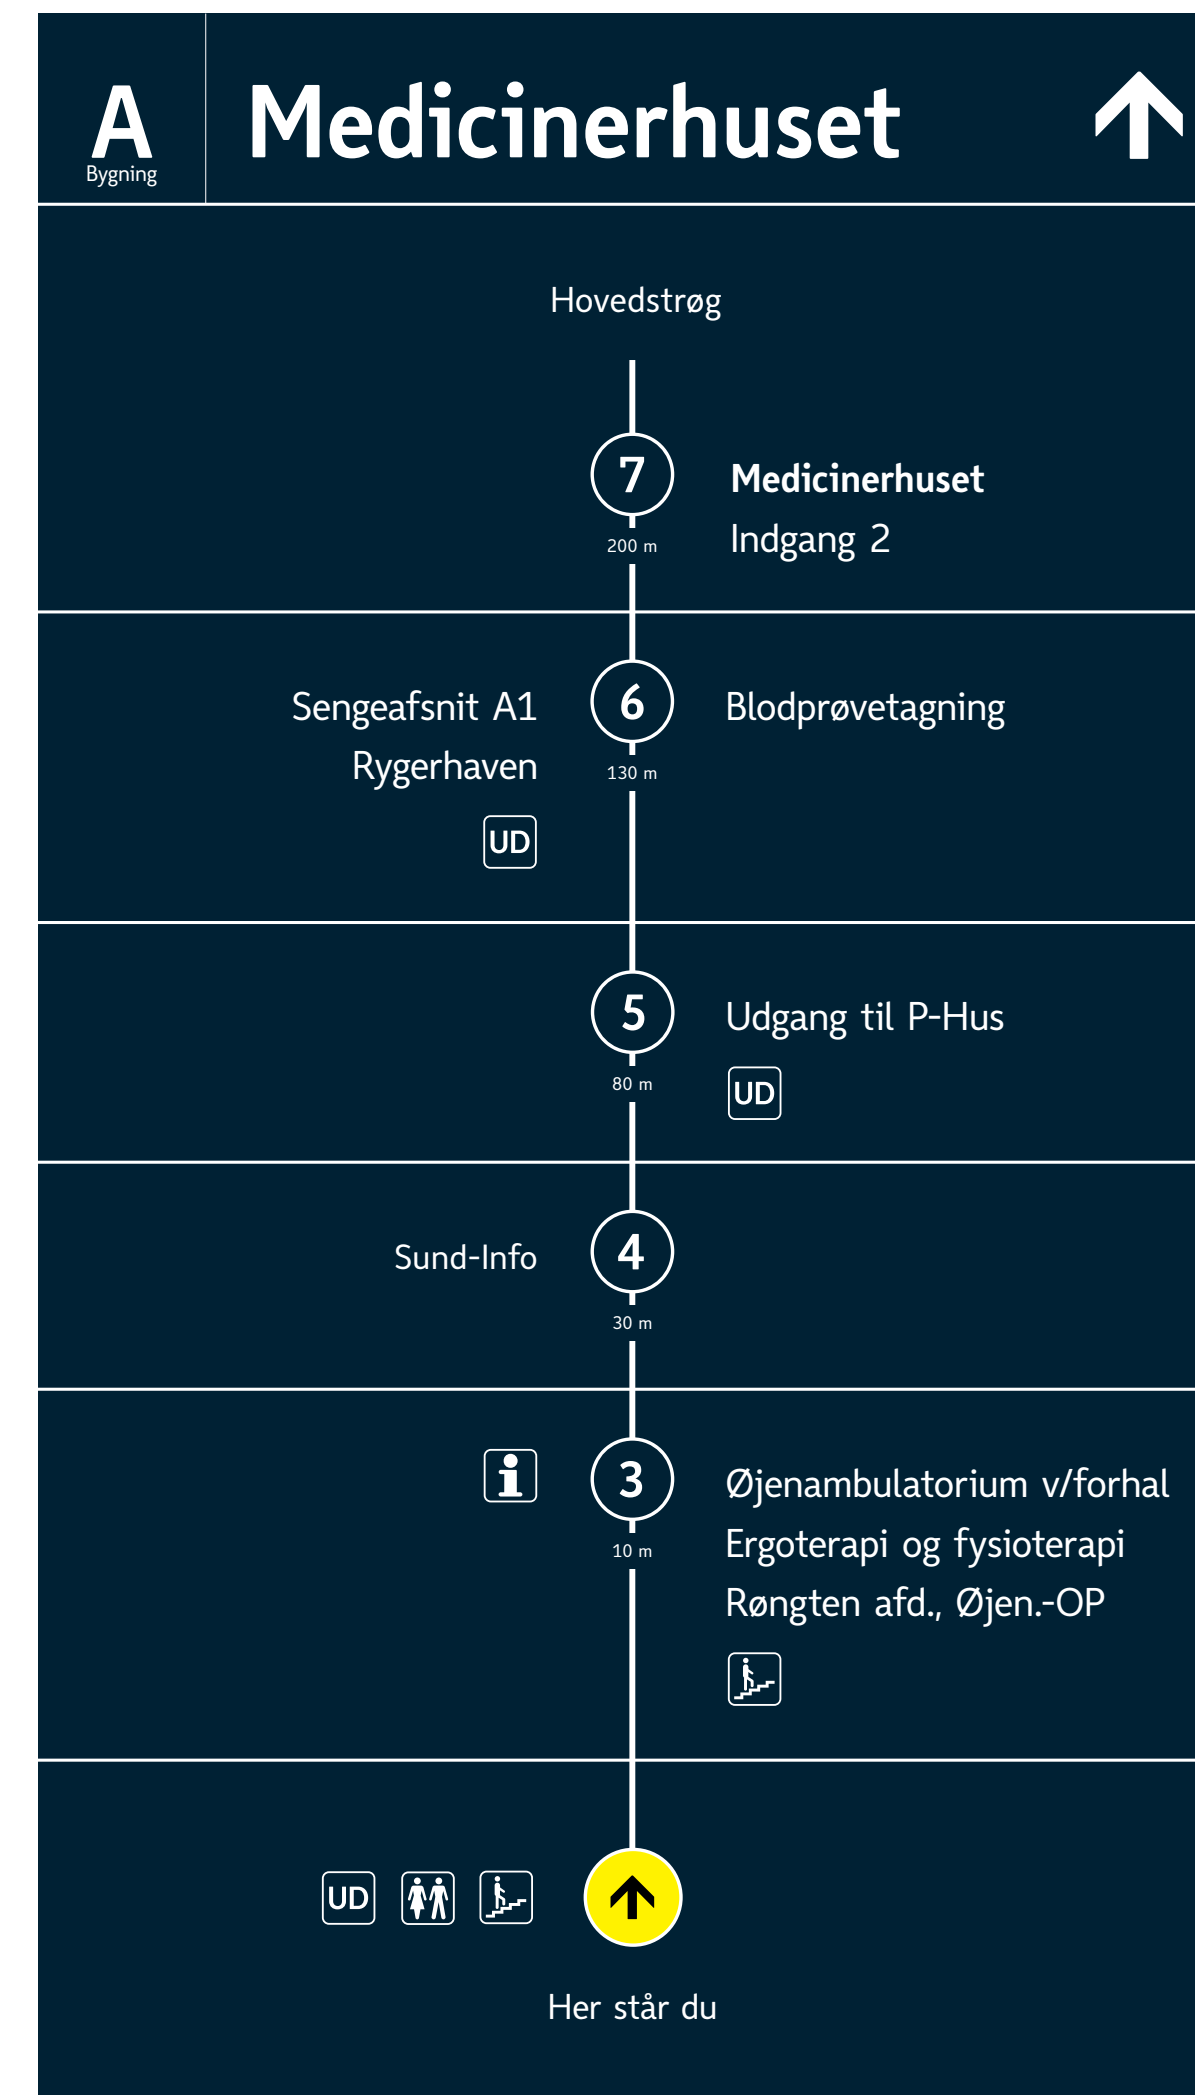 A
Bygning
Medicinerhuset
Hovedstrøg
7
200 m
Medicinerhuset
Indgang 2
Sengeafsnit A1
Rygerhaven
UD
6
130 m
Blodprøvetagning
5
80 m
Udgang til P-Hus
UD
Sund-Info
4
30 m
i
3
10 m
Øjenambulatorium v/forhal
Ergoterapi og fysioterapi
Røngten afd., Øjen.-OP
UD
Her står du